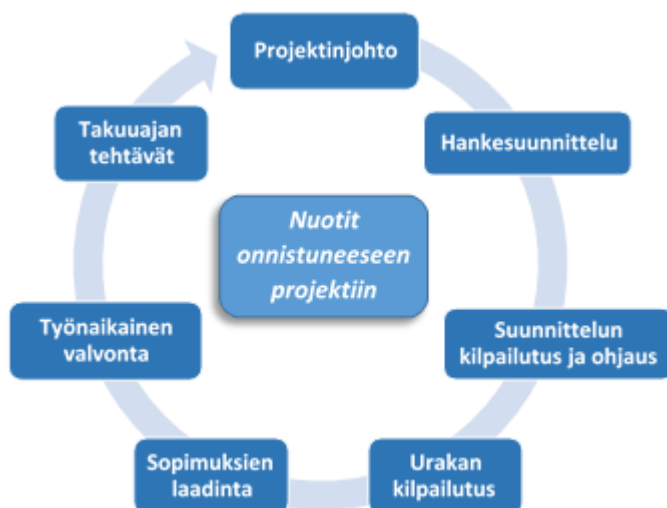 Projektinjohto
Hankesuunnittelu
Suunnittelun
kilpailutus ja ohjaus
Urakan
kilpailutus
Sopimuksien
laadinta
Työnaikainen
valvonta
Takuuajan
tehtävät
Nuotit
onnistuneeseen
projektiin